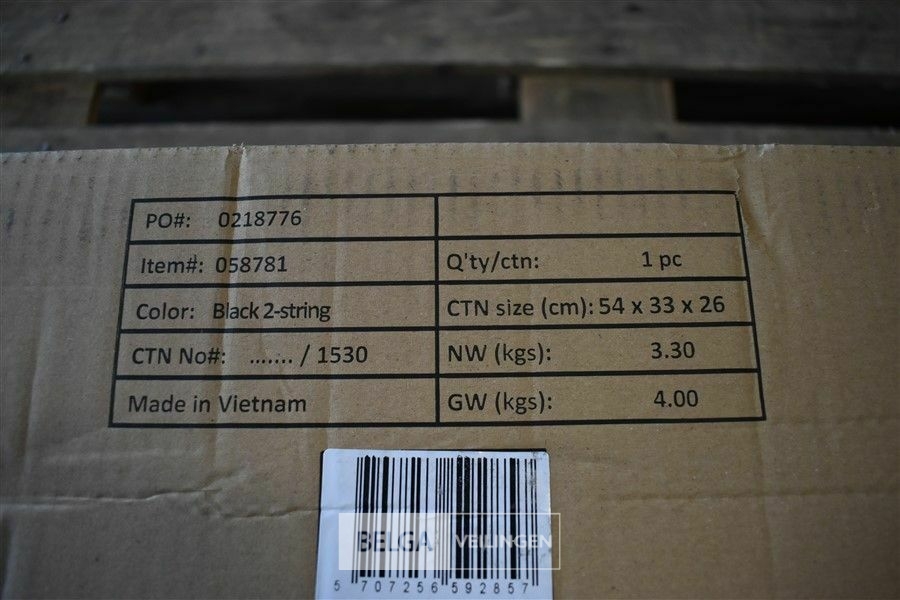 PO#: 0218776
Item#: 058781 Q'ty/ctn: 1 pc
Color: Black 2-string CTN size (cm): 54 x 33 x 26
CTN No#: ....... / 1530 NW (kgs): 3.30
Made in Vietnam GW (kgs): 4.00
BELGA VEILINGEN
5 707256 592857